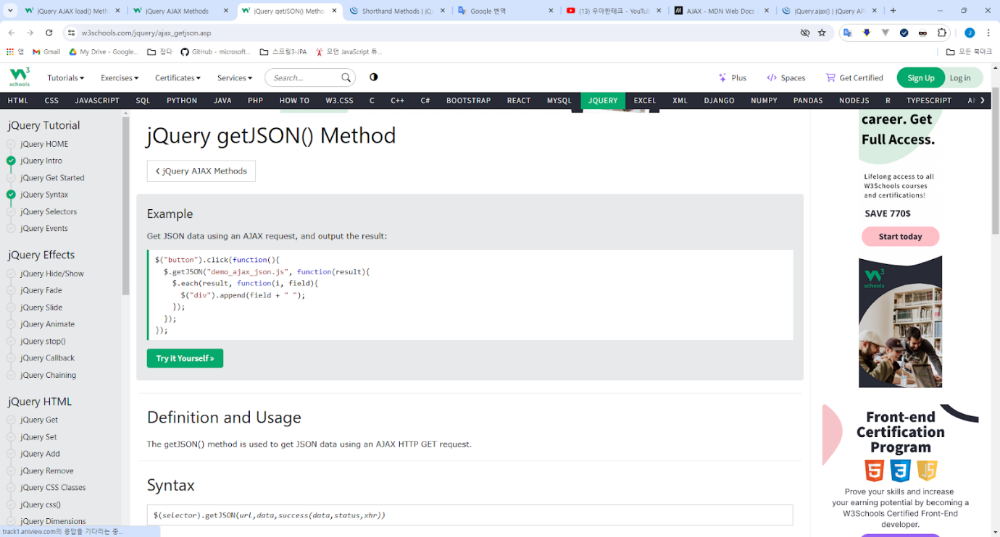 jQuery AJAX load() Meth
jQuery AJAX Methods
jQuery getJSON() Metho
Shorthand Methods | jQ
Google 번역
(13) 우아한테크 - YouTub
AJAX - MDN Web Docs
jQuery.ajax() | jQuery AP
w3schools.com/jquery/ajax_getjson.asp
앱
Gmail
My Drive - Google...
잡다
GitHub - microsoft...
스프링3-JPA
모던 JavaScript 튜...
모든 북마크
W3 schools
Tutorials
Exercises
Certificates
Services
Search...
Plus
Spaces
Get Certified
Sign Up
Log in
HTML CSS JAVASCRIPT SQL PYTHON JAVA PHP HOW TO W3.CSS C C++ C# BOOTSTRAP REACT MYSQL JQUERY EXCEL XML DJANGO NUMPY PANDAS NODEJS R TYPESCRIPT
jQuery Tutorial
jQuery HOME
jQuery Intro
jQuery Get Started
jQuery Syntax
jQuery Selectors
jQuery Events
jQuery Effects
jQuery Hide/Show
jQuery Fade
jQuery Slide
jQuery Animate
jQuery stop()
jQuery Callback
jQuery Chaining
jQuery HTML
jQuery Get
jQuery Set
jQuery Add
jQuery Remove
jQuery CSS Classes
jQuery css()
jQuery Dimensions
track1.aniview.com의 응답을 기다리는 중...
jQuery getJSON() Method
❮ jQuery AJAX Methods
Example
Get JSON data using an AJAX request, and output the result:
$("button").click(function(){
  $.getJSON("demo_ajax_json.js", function(result){
    $.each(result, function(i, field){
      $("div").append(field + " ");
    });
  });
});
Try it Yourself »
Definition and Usage
The getJSON() method is used to get JSON data using an AJAX HTTP GET request.
Syntax
$(selector).getJSON(url,data,success(data,status,xhr))
career. Get
Full Access.
Lifelong access to all
W3Schools courses
and certifications!
SAVE 770$
Start today
W3 schools
Front-end
Certification
Program
Prove your skills and increase
your earning potential by becoming a
W3Schools Certified Front-End
developer.